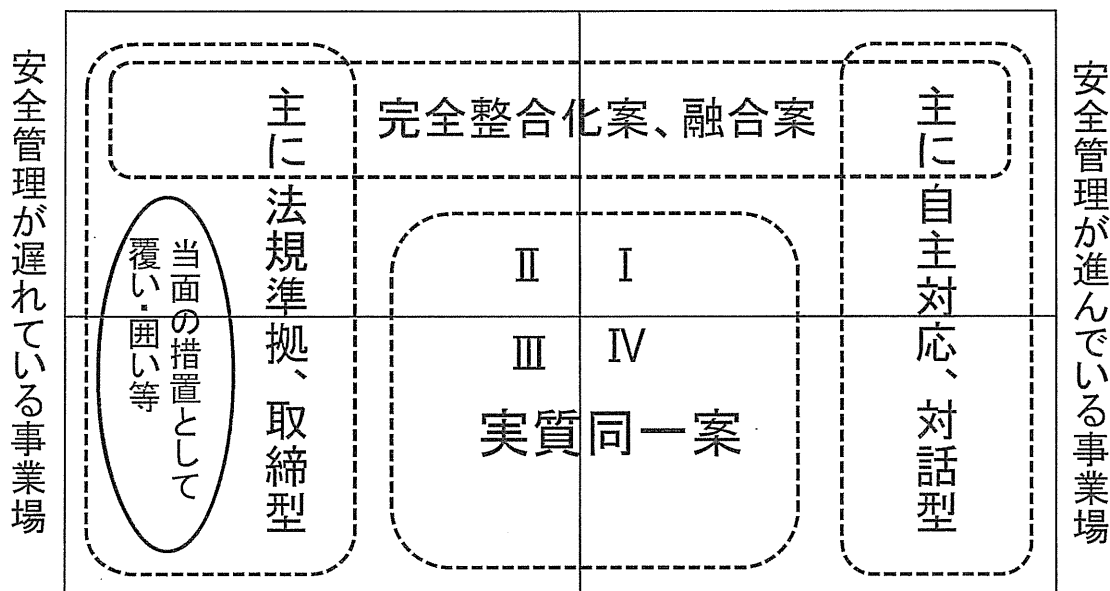 安全管理が遅れている事業場
主に法規準拠、取締型
当面の措置として
覆い・囲い等
完全整合化案、融合案
Ⅱ Ⅰ
Ⅲ Ⅳ
実質同一案
主に自主対応、対話型
安全管理が進んでいる事業場